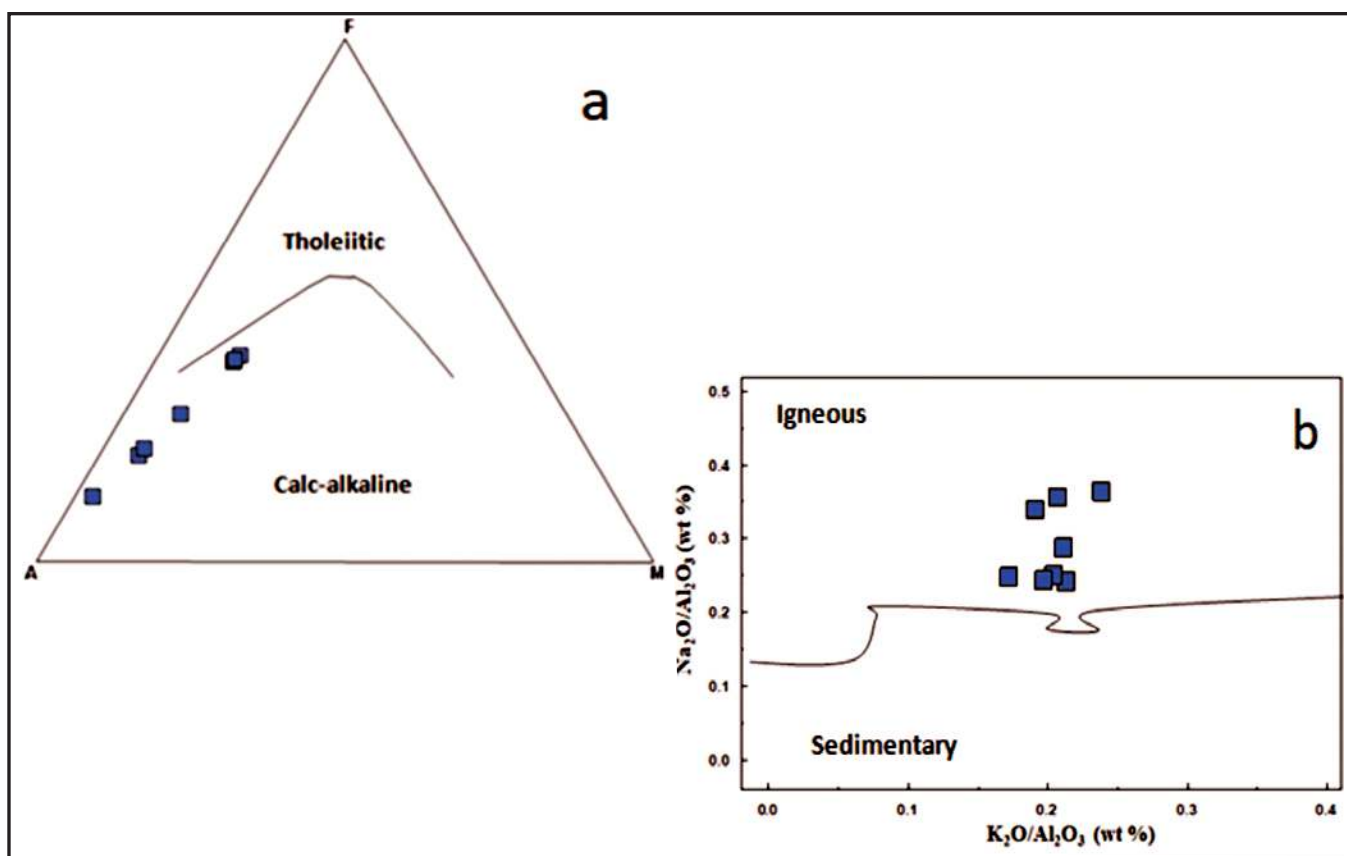 F
a
Tholeiitic
Calc-alkaline
A
M
0.5
Igneous
b
0.4
0.3
0.2
0.1
Sedimentary
0.0
Na₂O/Al₂O₃ (wt %)
0.0 0.1 0.2 0.3 0.4
K₂O/Al₂O₃ (wt %)